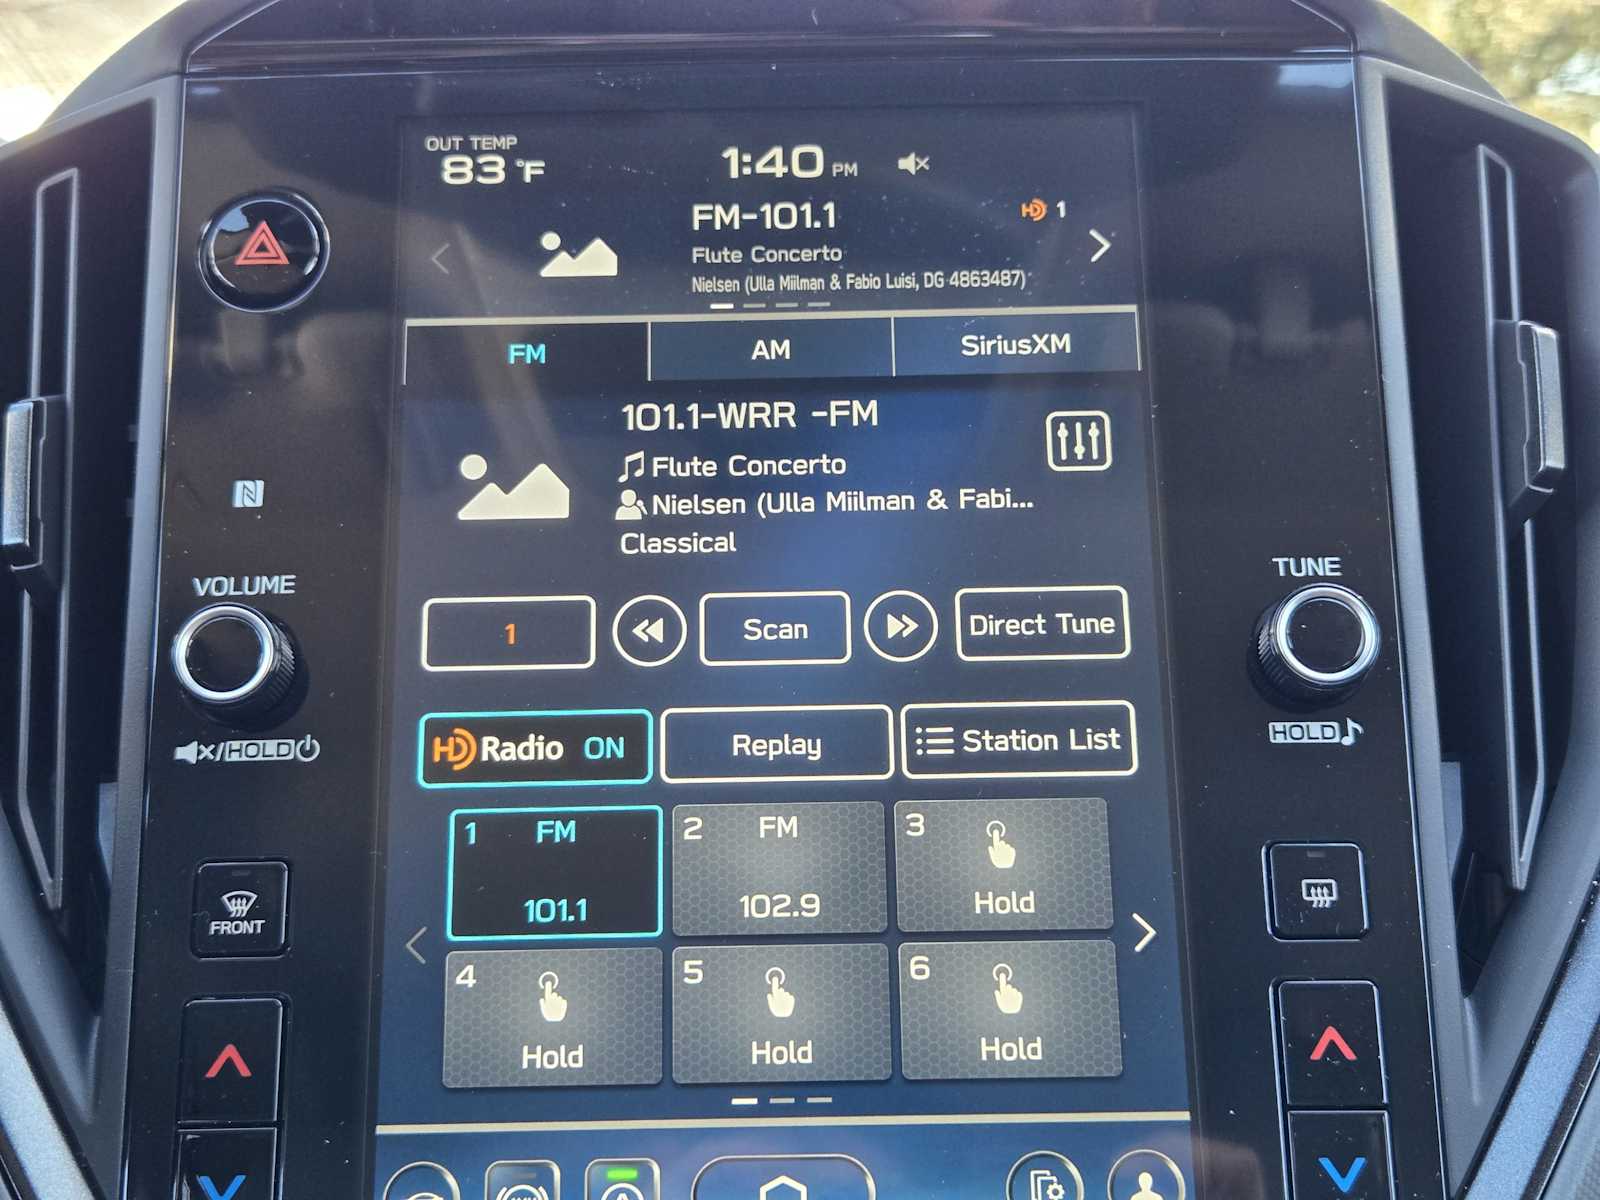 OUT TEMP
83 °F
1:40 PM
FM-101.1
HD 1
Flute Concerto
Nielsen (Ulla Miilman & Fabio Luisi, DG 4863487)
FM
AM
SiriusXM
101.1-WRR -FM
Flute Concerto
Nielsen (Ulla Miilman & Fabi...
Classical
VOLUME
TUNE
1
Scan
Direct Tune
HD Radio ON
Replay
Station List
/HOLD
HOLD
1 FM
101.1
2 FM
102.9
3
Hold
FRONT
4
Hold
5
Hold
6
Hold